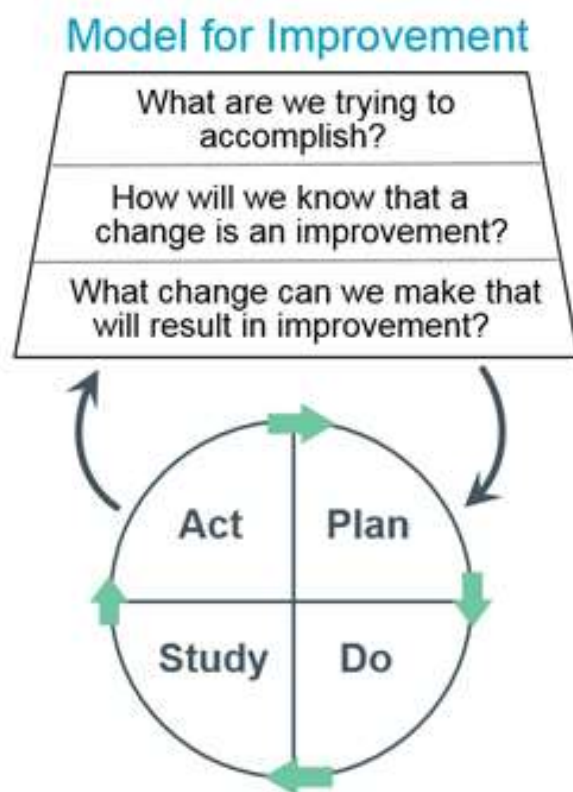 Model for Improvement
What are we trying to
accomplish?
How will we know that a
change is an improvement?
What change can we make that
will result in improvement?
Act
Plan
Study
Do